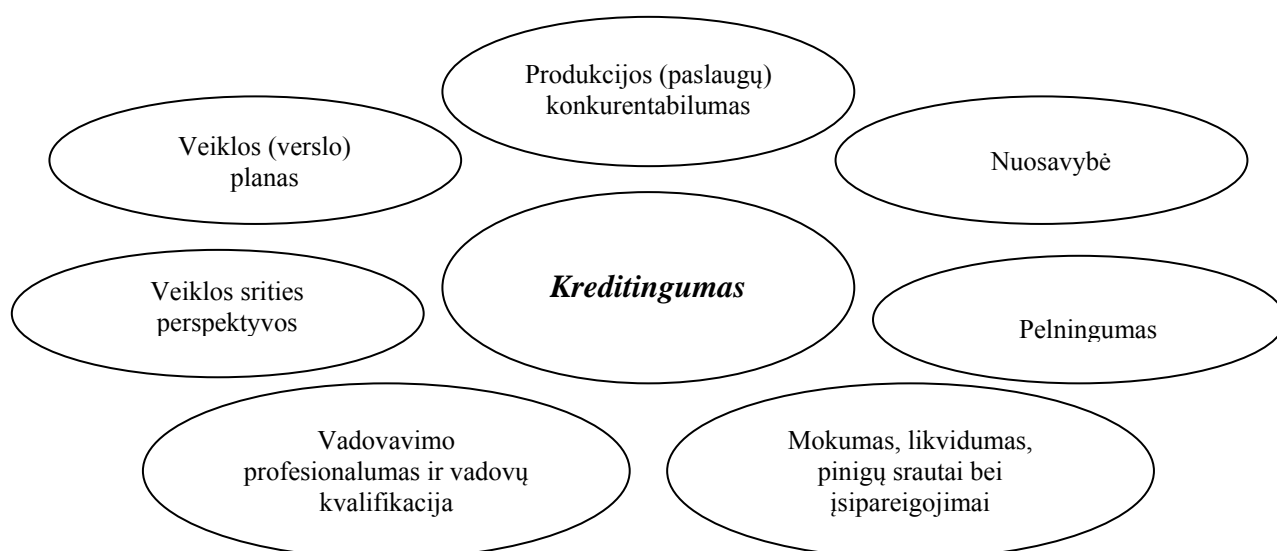 Produkcijos (paslaugų)
konkurentabilumas
Veiklos (verslo)
planas
Nuosavybė
Kreditingumas
Veiklos srities
perspektyvos
Pelningumas
Vadovavimo
profesionalumas ir vadovų
kvalifikacija
Mokumas, likvidumas,
pinigų srautai bei
įsipareigojimai